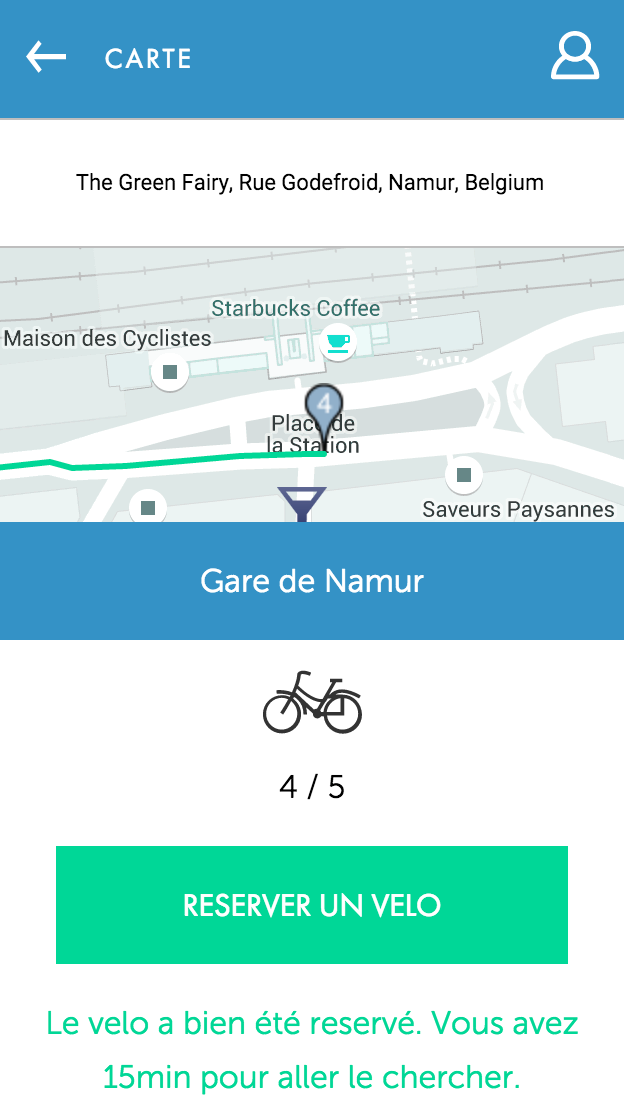 CARTE
The Green Fairy, Rue Godefroid, Namur, Belgium
Starbucks Coffee
Maison des Cyclistes
4
Place de
la Station
Saveurs Paysannes
Gare de Namur
4 / 5
RESERVER UN VELO
Le velo a bien été reservé. Vous avez
15min pour aller le chercher.